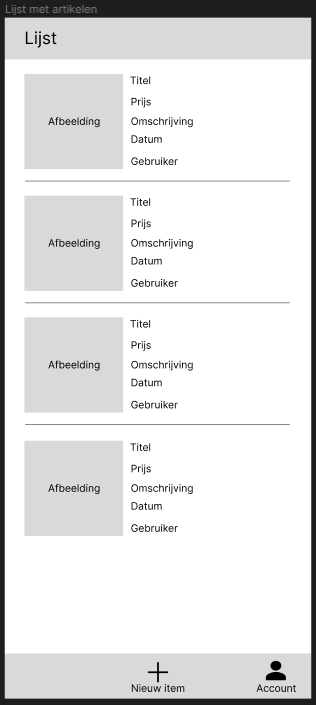 Lijst met artikelen
Lijst
Titel
Prijs
Afbeelding
Omschrijving
Datum
Gebruiker
Titel
Prijs
Afbeelding
Omschrijving
Datum
Gebruiker
Titel
Prijs
Afbeelding
Omschrijving
Datum
Gebruiker
Titel
Prijs
Afbeelding
Omschrijving
Datum
Gebruiker
Nieuw item
Account